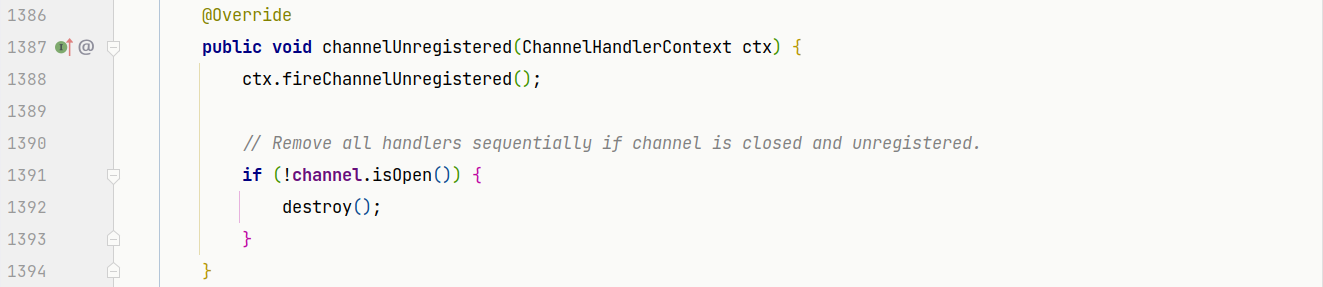 1386 @Override
1387 @ public void channelUnregistered(ChannelHandlerContext ctx) {
1388 ctx.fireChannelUnregistered();
1389
1390 // Remove all handlers sequentially if channel is closed and unregistered.
1391 if (!channel.isOpen()) {
1392 destroy();
1393 }
1394 }